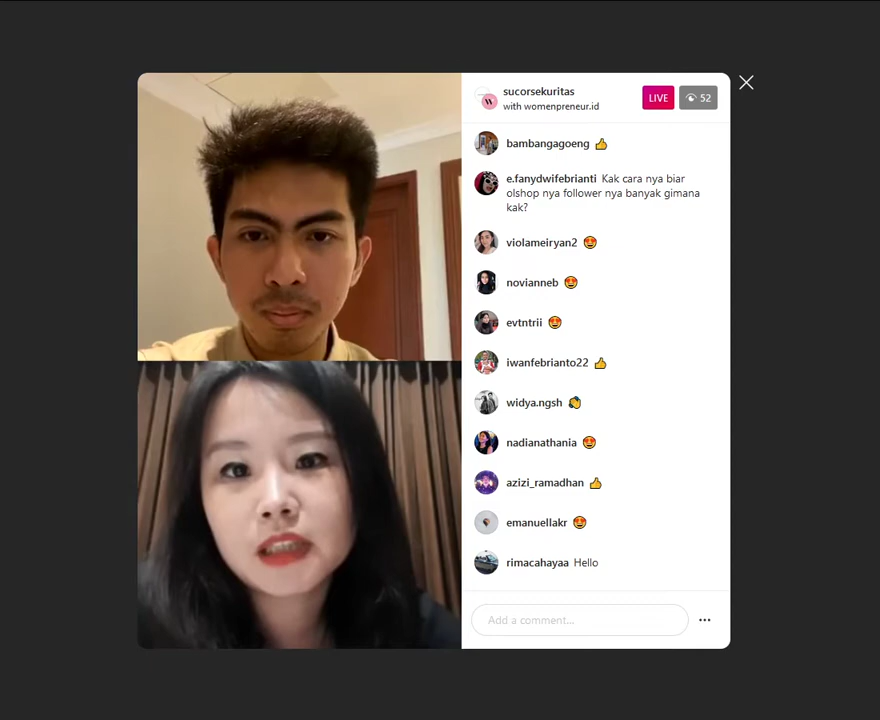 sucorsekuritas
with womenpreneur.id
LIVE
52
bambangagoeng 👍
e.fanydwifebrianti Kak cara nya biar
olshop nya follower nya banyak gimana
kak?
violameiryan2 😍
novianneb 😍
evtntrii 😍
iwanfebrianto22 👍
widya.ngsh 👏
nadianathania 😍
azizi_ramadhan 👍
emanuellakr 😍
rimacahayaa Hello
Add a comment...